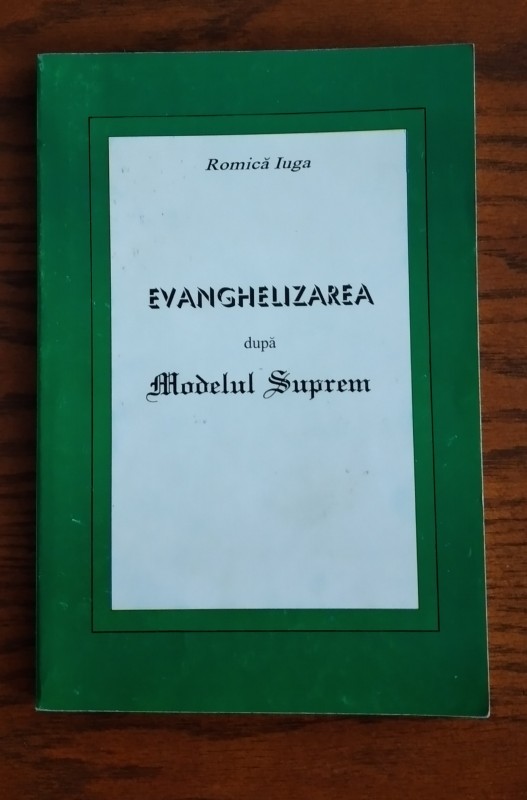 Romică Iuga
EVANGHELIZAREA
după
Modelul Suprem